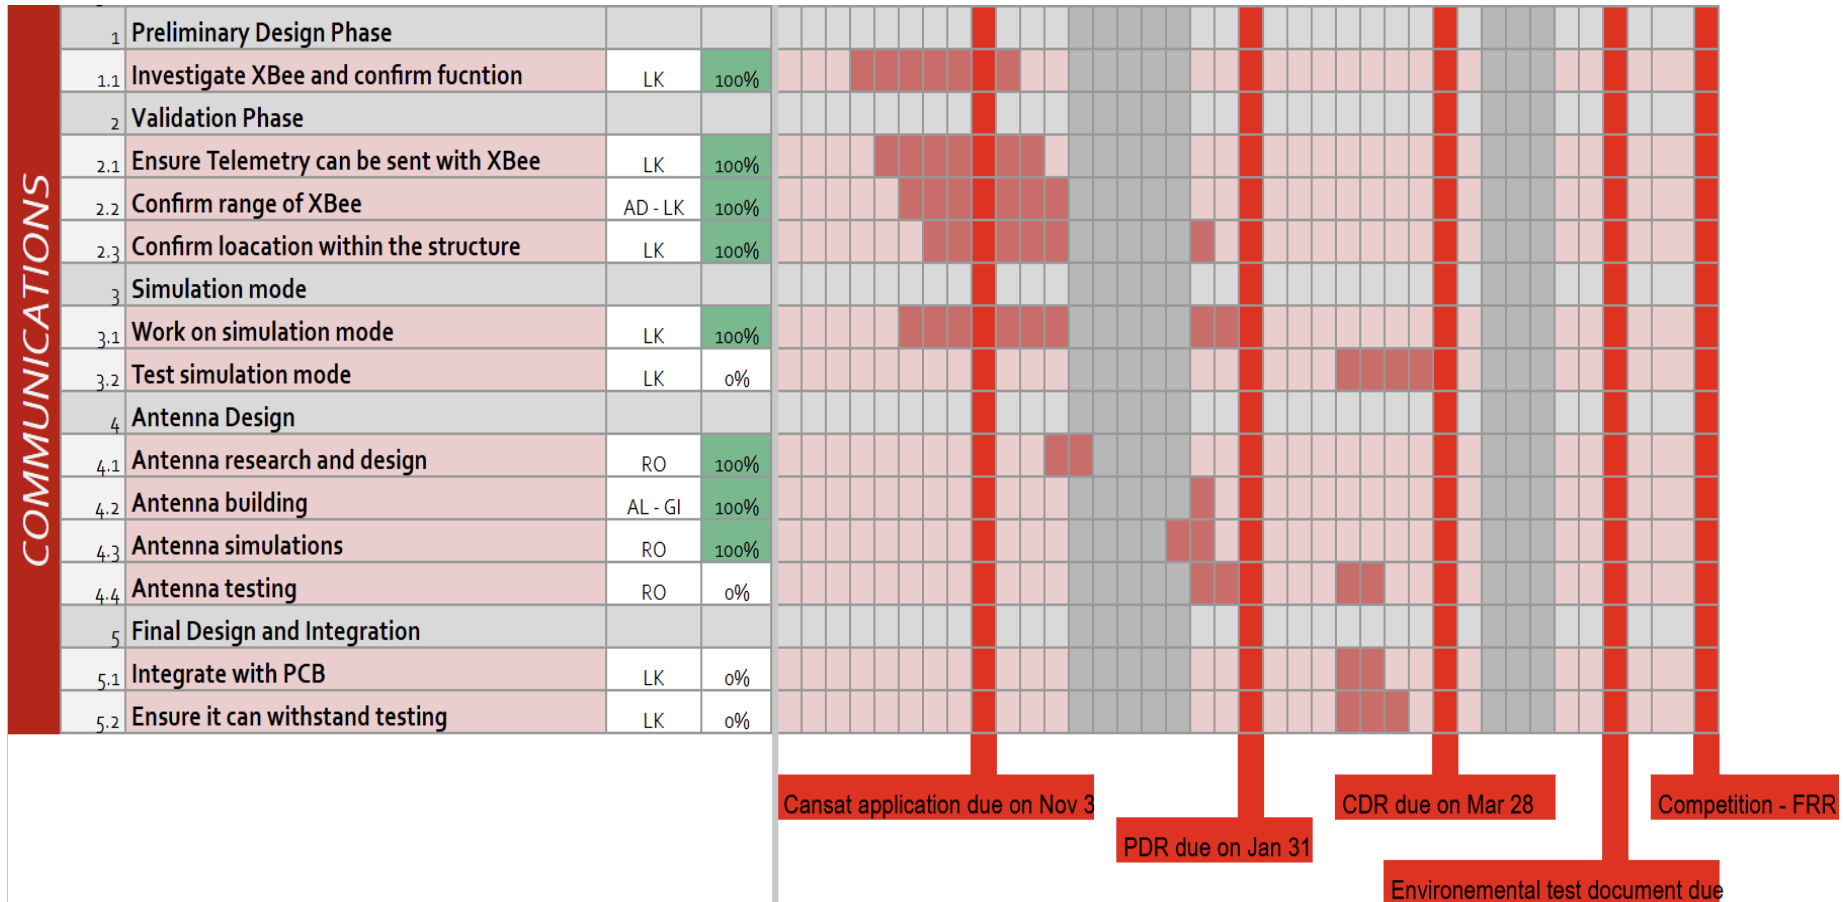 COMMUNICATIONS
1 Preliminary Design Phase
1.1 Investigate XBee and confirm fucntion LK 100%
2 Validation Phase
2.1 Ensure Telemetry can be sent with XBee LK 100%
2.2 Confirm range of XBee AD - LK 100%
2.3 Confirm loacation within the structure LK 100%
3 Simulation mode
3.1 Work on simulation mode LK 100%
3.2 Test simulation mode LK 0%
4 Antenna Design
4.1 Antenna research and design RO 100%
4.2 Antenna building AL - GI 100%
4.3 Antenna simulations RO 100%
4.4 Antenna testing RO 0%
5 Final Design and Integration
5.1 Integrate with PCB LK 0%
5.2 Ensure it can withstand testing LK 0%
Cansat application due on Nov 3
CDR due on Mar 28
Competition - FRR
PDR due on Jan 31
Environemental test document due